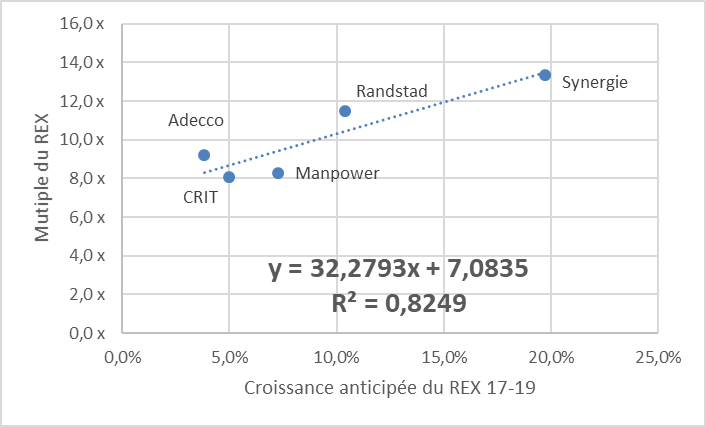 16,0 x
14,0 x
12,0 x
10,0 x
8,0 x
6,0 x
4,0 x
2,0 x
0,0 x
Mutiple du REX
Adecco
CRIT
Manpower
Randstad
Synergie
y = 32,2793x + 7,0835
R² = 0,8249
0,0% 5,0% 10,0% 15,0% 20,0% 25,0%
Croissance anticipée du REX 17-19